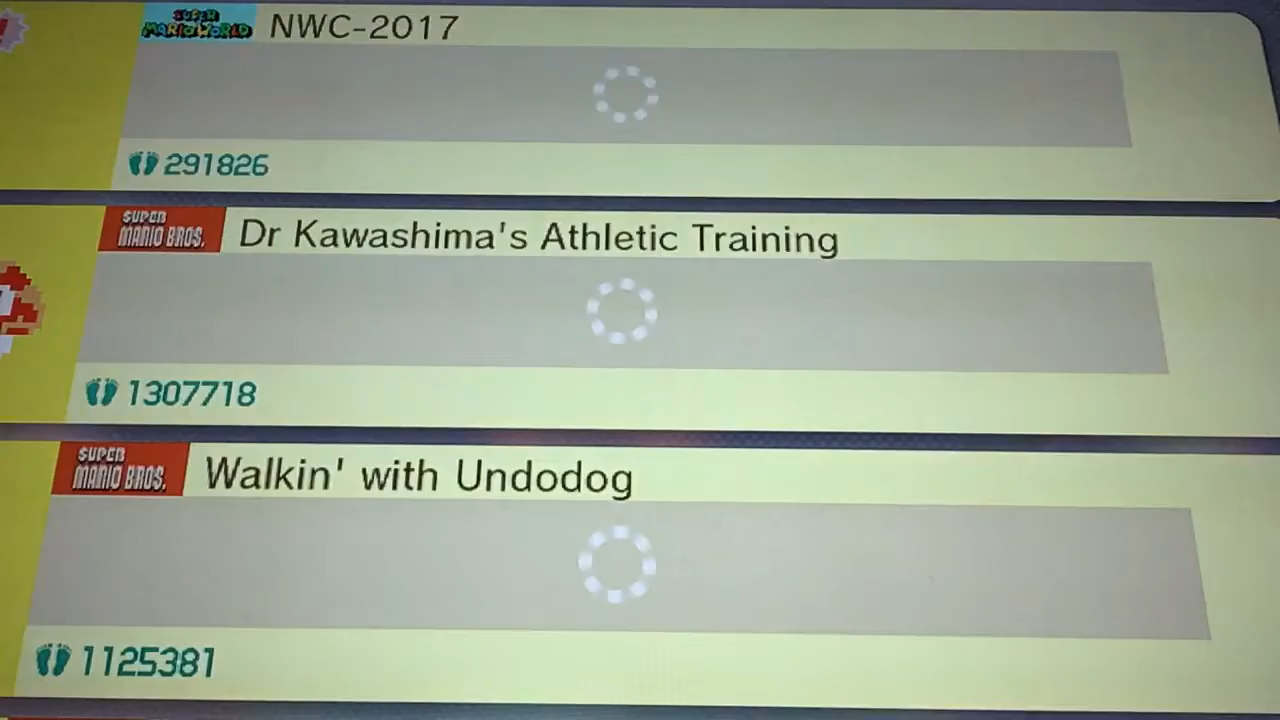 SUPER
MARIO WORLD
NWC-2017
291826
SUPER
MARIO BROS.
Dr Kawashima's Athletic Training
1307718
SUPER
MARIO BROS.
Walkin' with Undodog
1125381